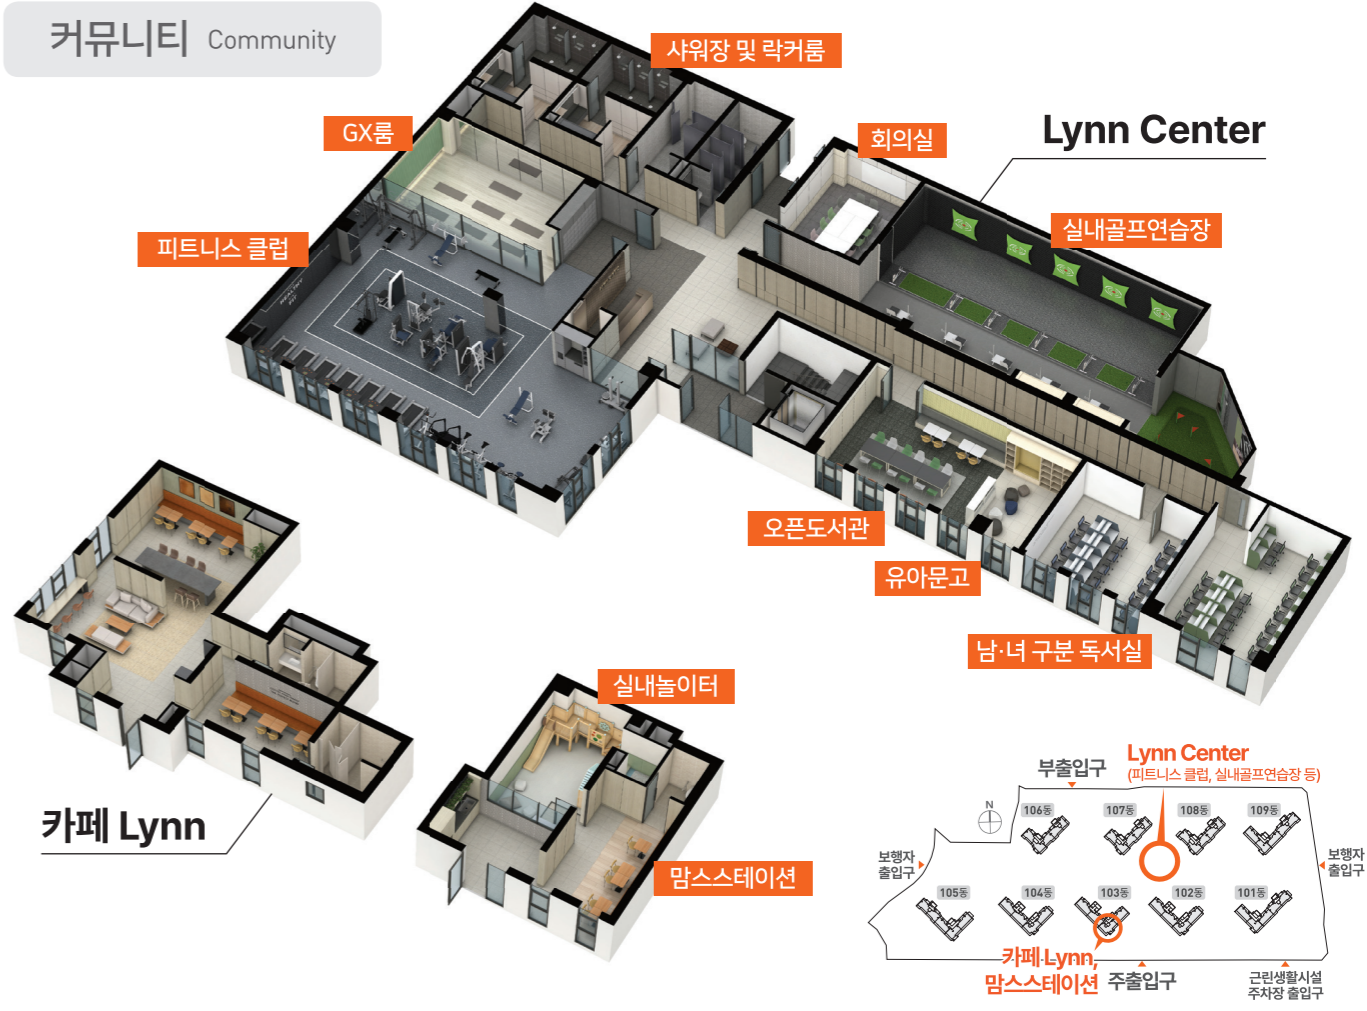 커뮤니티 Community
샤워장 및 락커룸
GX룸
회의실
Lynn Center
피트니스 클럽
실내골프연습장
HEALTHY
FIT
오픈도서관
유아문고
남·녀 구분 독서실
실내놀이터
카페 Lynn
맘스스테이션
Lynn Center
(피트니스 클럽, 실내골프연습장 등)
부출입구
N
106동
107동
108동
109동
보행자
출입구
보행자
출입구
105동
104동
103동
102동
101동
카페 Lynn,
맘스스테이션
주출입구
근린생활시설
주차장 출입구